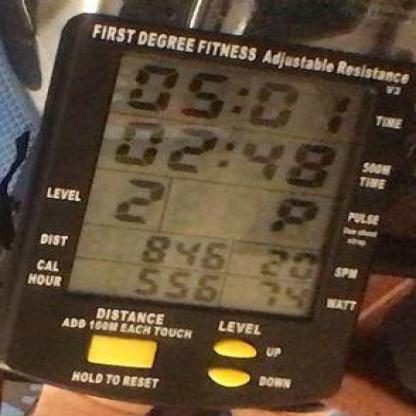 FIRST DEGREE FITNESS Adjustable Resistance
V3
05:01 TIME
02:48 500M TIME
LEVEL 2 P PULSE
DIST 846 20 SPM
CAL HOUR 556 74 WATT
DISTANCE
ADD 100M EACH TOUCH
HOLD TO RESET
LEVEL
UP
DOWN